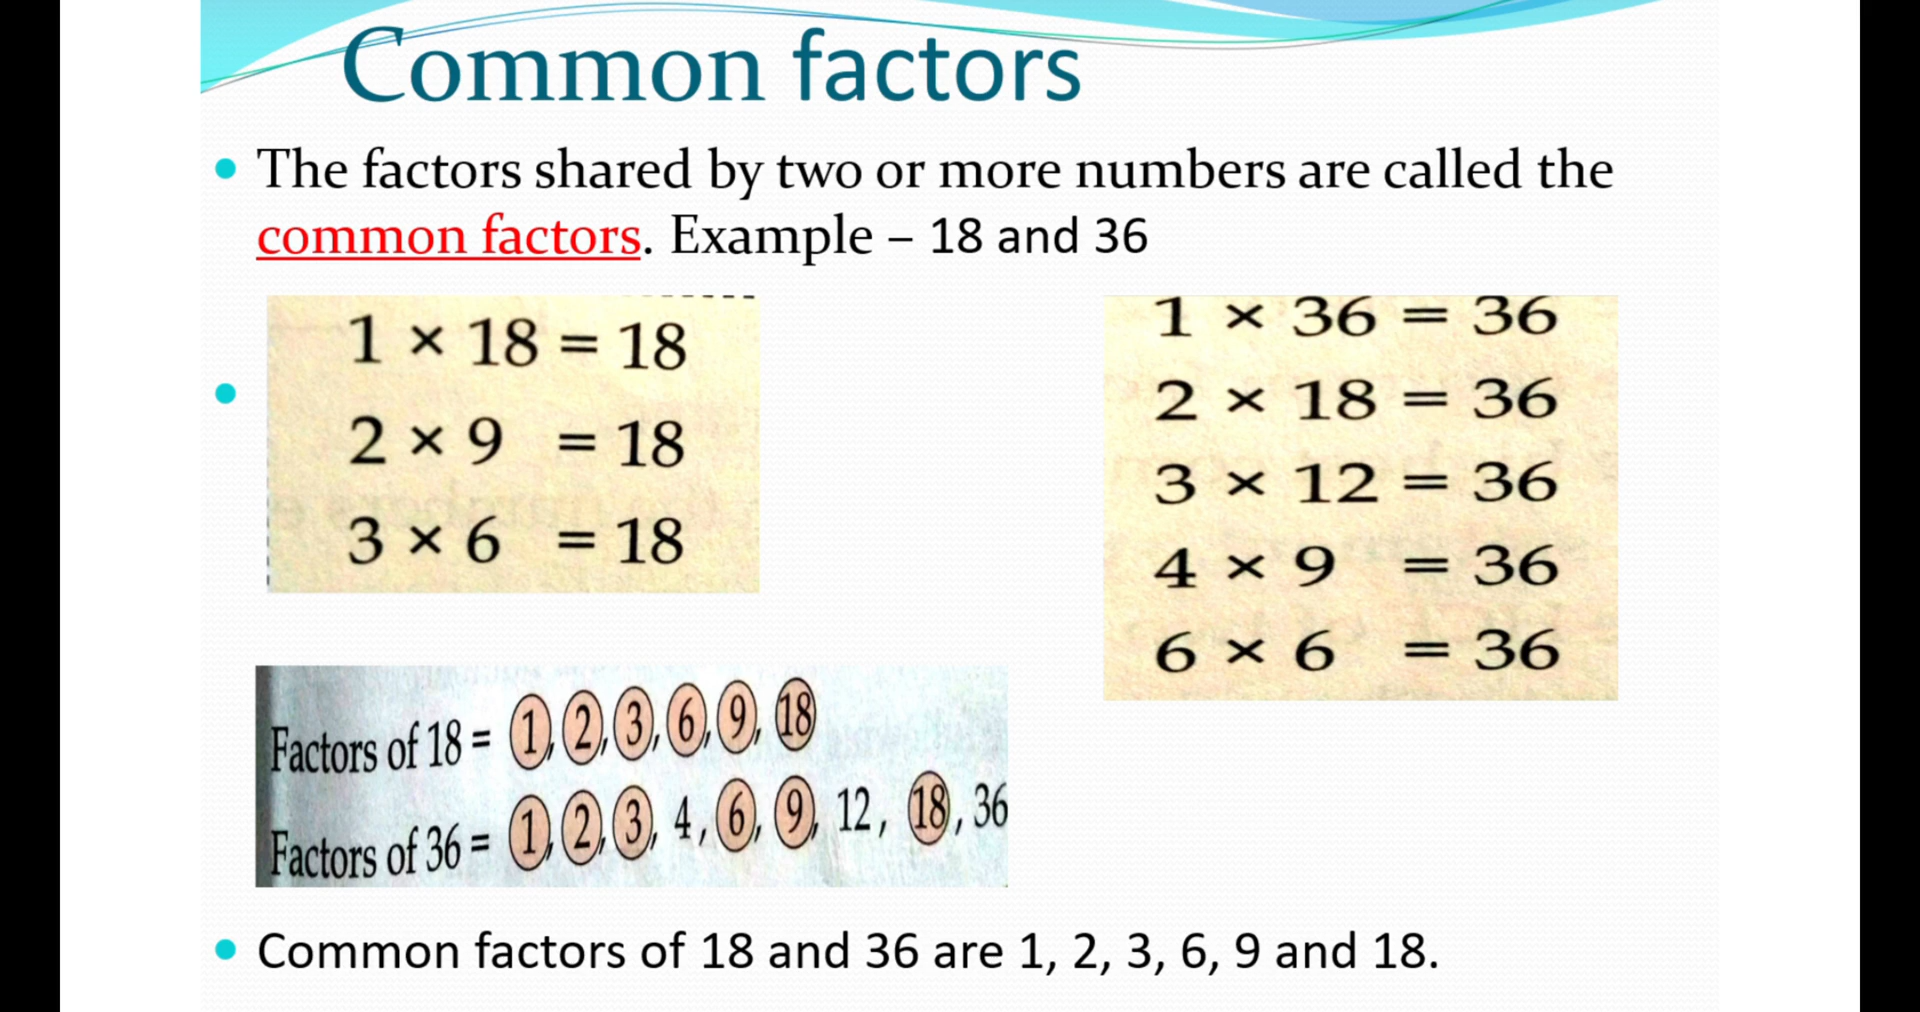 Common factors
The factors shared by two or more numbers are called the
common factors. Example – 18 and 36
1 × 18 = 18
2 × 9 = 18
3 × 6 = 18
1 × 36 = 36
2 × 18 = 36
3 × 12 = 36
4 × 9 = 36
6 × 6 = 36
Factors of 18 = 1, 2, 3, 6, 9, 18
Factors of 36 = 1, 2, 3, 4, 6, 9, 12, 18, 36
Common factors of 18 and 36 are 1, 2, 3, 6, 9 and 18.